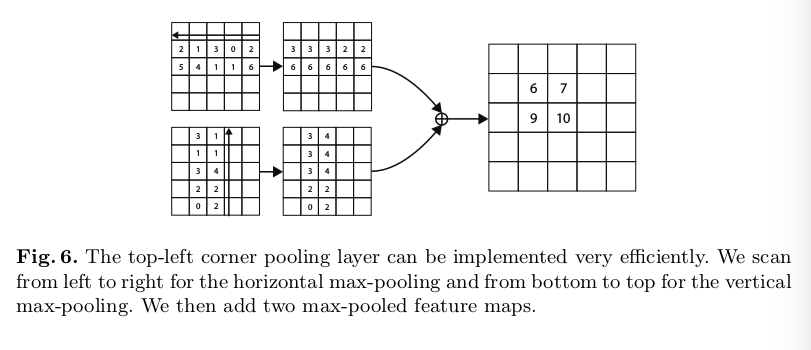 2 1 3 0 2
5 4 1 1 6
3 3 3 2 2
6 6 6 6 6
3 1
1 1
3 4
2 2
0 2
3 4
3 4
3 4
2 2
0 2
6 7
9 10
Fig. 6. The top-left corner pooling layer can be implemented very efficiently. We scan
from left to right for the horizontal max-pooling and from bottom to top for the vertical
max-pooling. We then add two max-pooled feature maps.